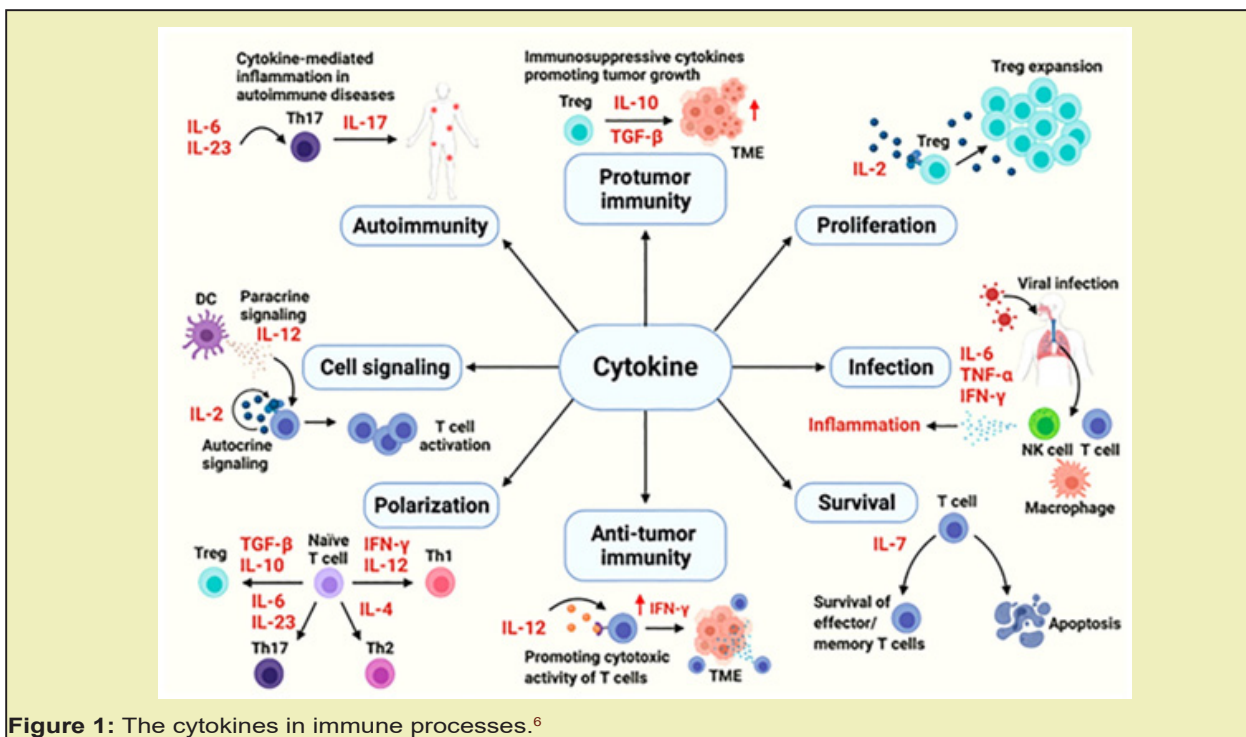 Cytokine-mediated
inflammation in
autoimmune diseases
IL-6
IL-23
Th17
IL-17
Autoimmunity
Immunosuppressive cytokines
promoting tumor growth
Treg
IL-10
TGF-β
TME
Protumor
immunity
Treg expansion
Treg
IL-2
Proliferation
DC
Paracrine
signaling
IL-12
IL-2
Autocrine
signaling
T cell
activation
Cell signaling
Cytokine
Infection
Viral infection
IL-6
TNF-α
IFN-γ
Inflammation
NK cell
T cell
Macrophage
Polarization
Treg
TGF-β
IL-10
Naïve
T cell
IFN-γ
IL-12
Th1
IL-6
IL-23
IL-4
Th17
Th2
Anti-tumor
immunity
IL-12
IFN-γ
Promoting cytotoxic
activity of T cells
TME
Survival
T cell
IL-7
Survival of
effector/
memory T cells
Apoptosis
Figure 1: The cytokines in immune processes.⁶